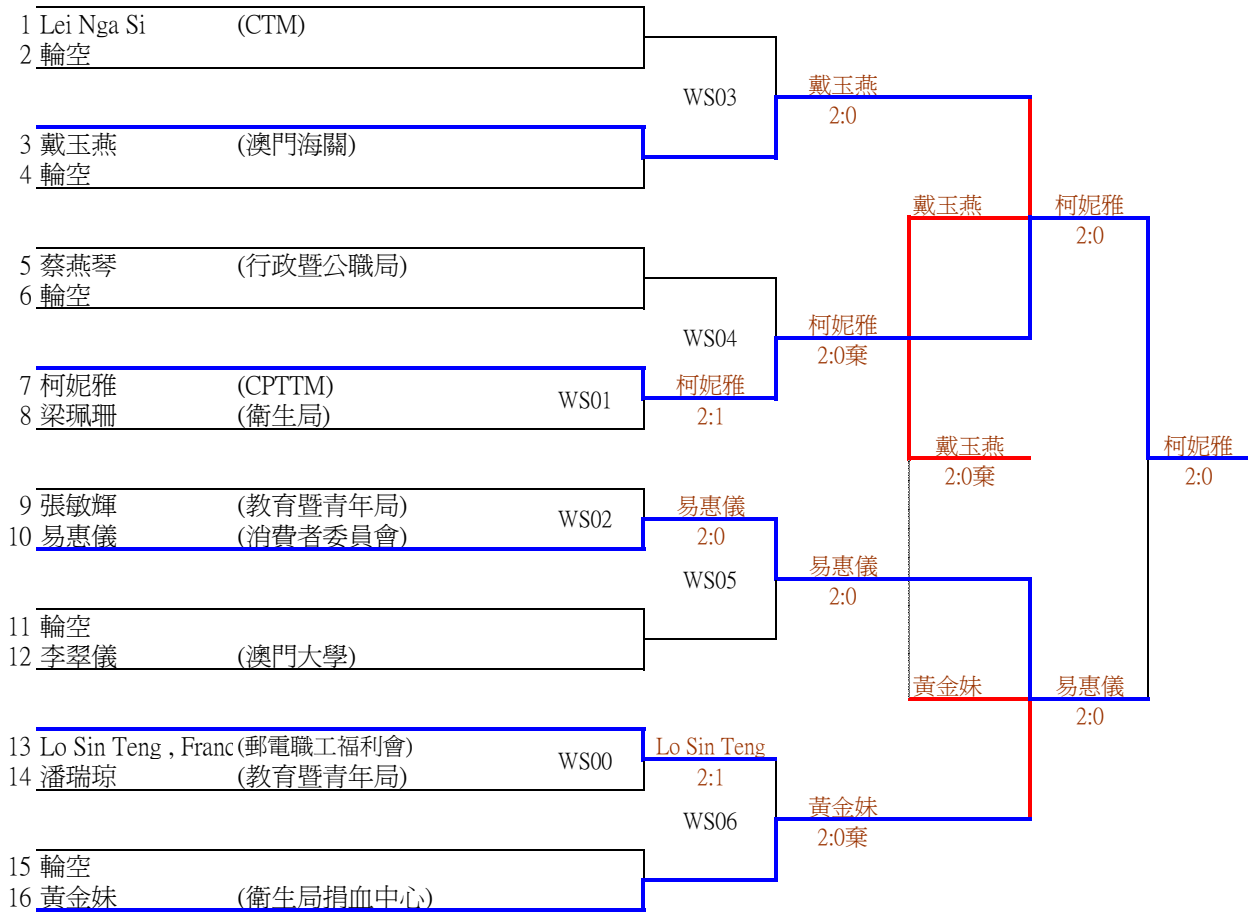 1 Lei Nga Si (CTM)
2 輪空
WS03
戴玉燕
2:0
3 戴玉燕 (澳門海關)
4 輪空
戴玉燕
柯妮雅
2:0
5 蔡燕琴 (行政暨公職局)
6 輪空
WS04
柯妮雅
2:0棄
7 柯妮雅 (CPTTM)
8 梁珮珊 (衛生局)
WS01
柯妮雅
2:1
戴玉燕
2:0棄
柯妮雅
2:0
9 張敏輝 (教育暨青年局)
10 易惠儀 (消費者委員會)
WS02
易惠儀
2:0
WS05
易惠儀
2:0
11 輪空
12 李翠儀 (澳門大學)
黃金妹
易惠儀
2:0
13 Lo Sin Teng , Franc (郵電職工福利會)
14 潘瑞琼 (教育暨青年局)
WS00
Lo Sin Teng
2:1
WS06
黃金妹
2:0棄
15 輪空
16 黃金妹 (衛生局捐血中心)